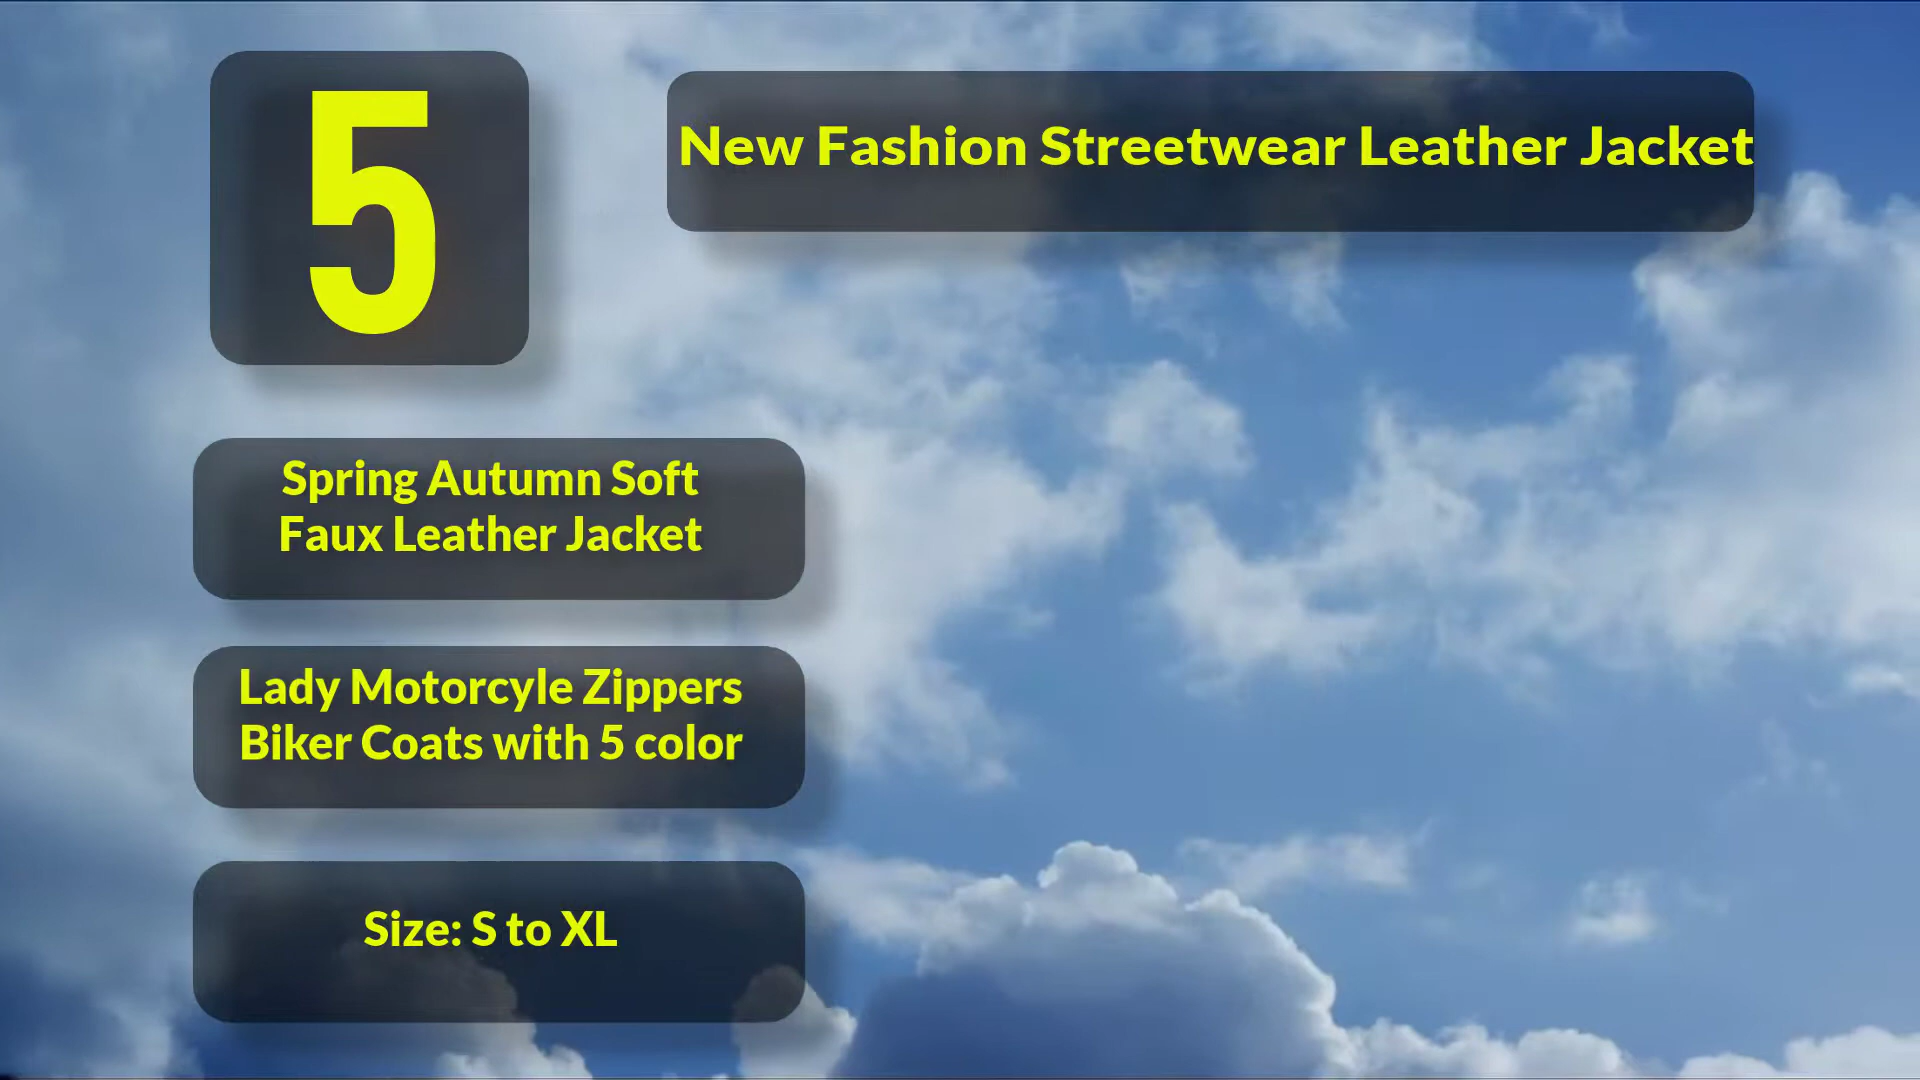 5
New Fashion Streetwear Leather Jacket
Spring Autumn Soft
Faux Leather Jacket
Lady Motorcyle Zippers
Biker Coats with 5 color
Size: S to XL